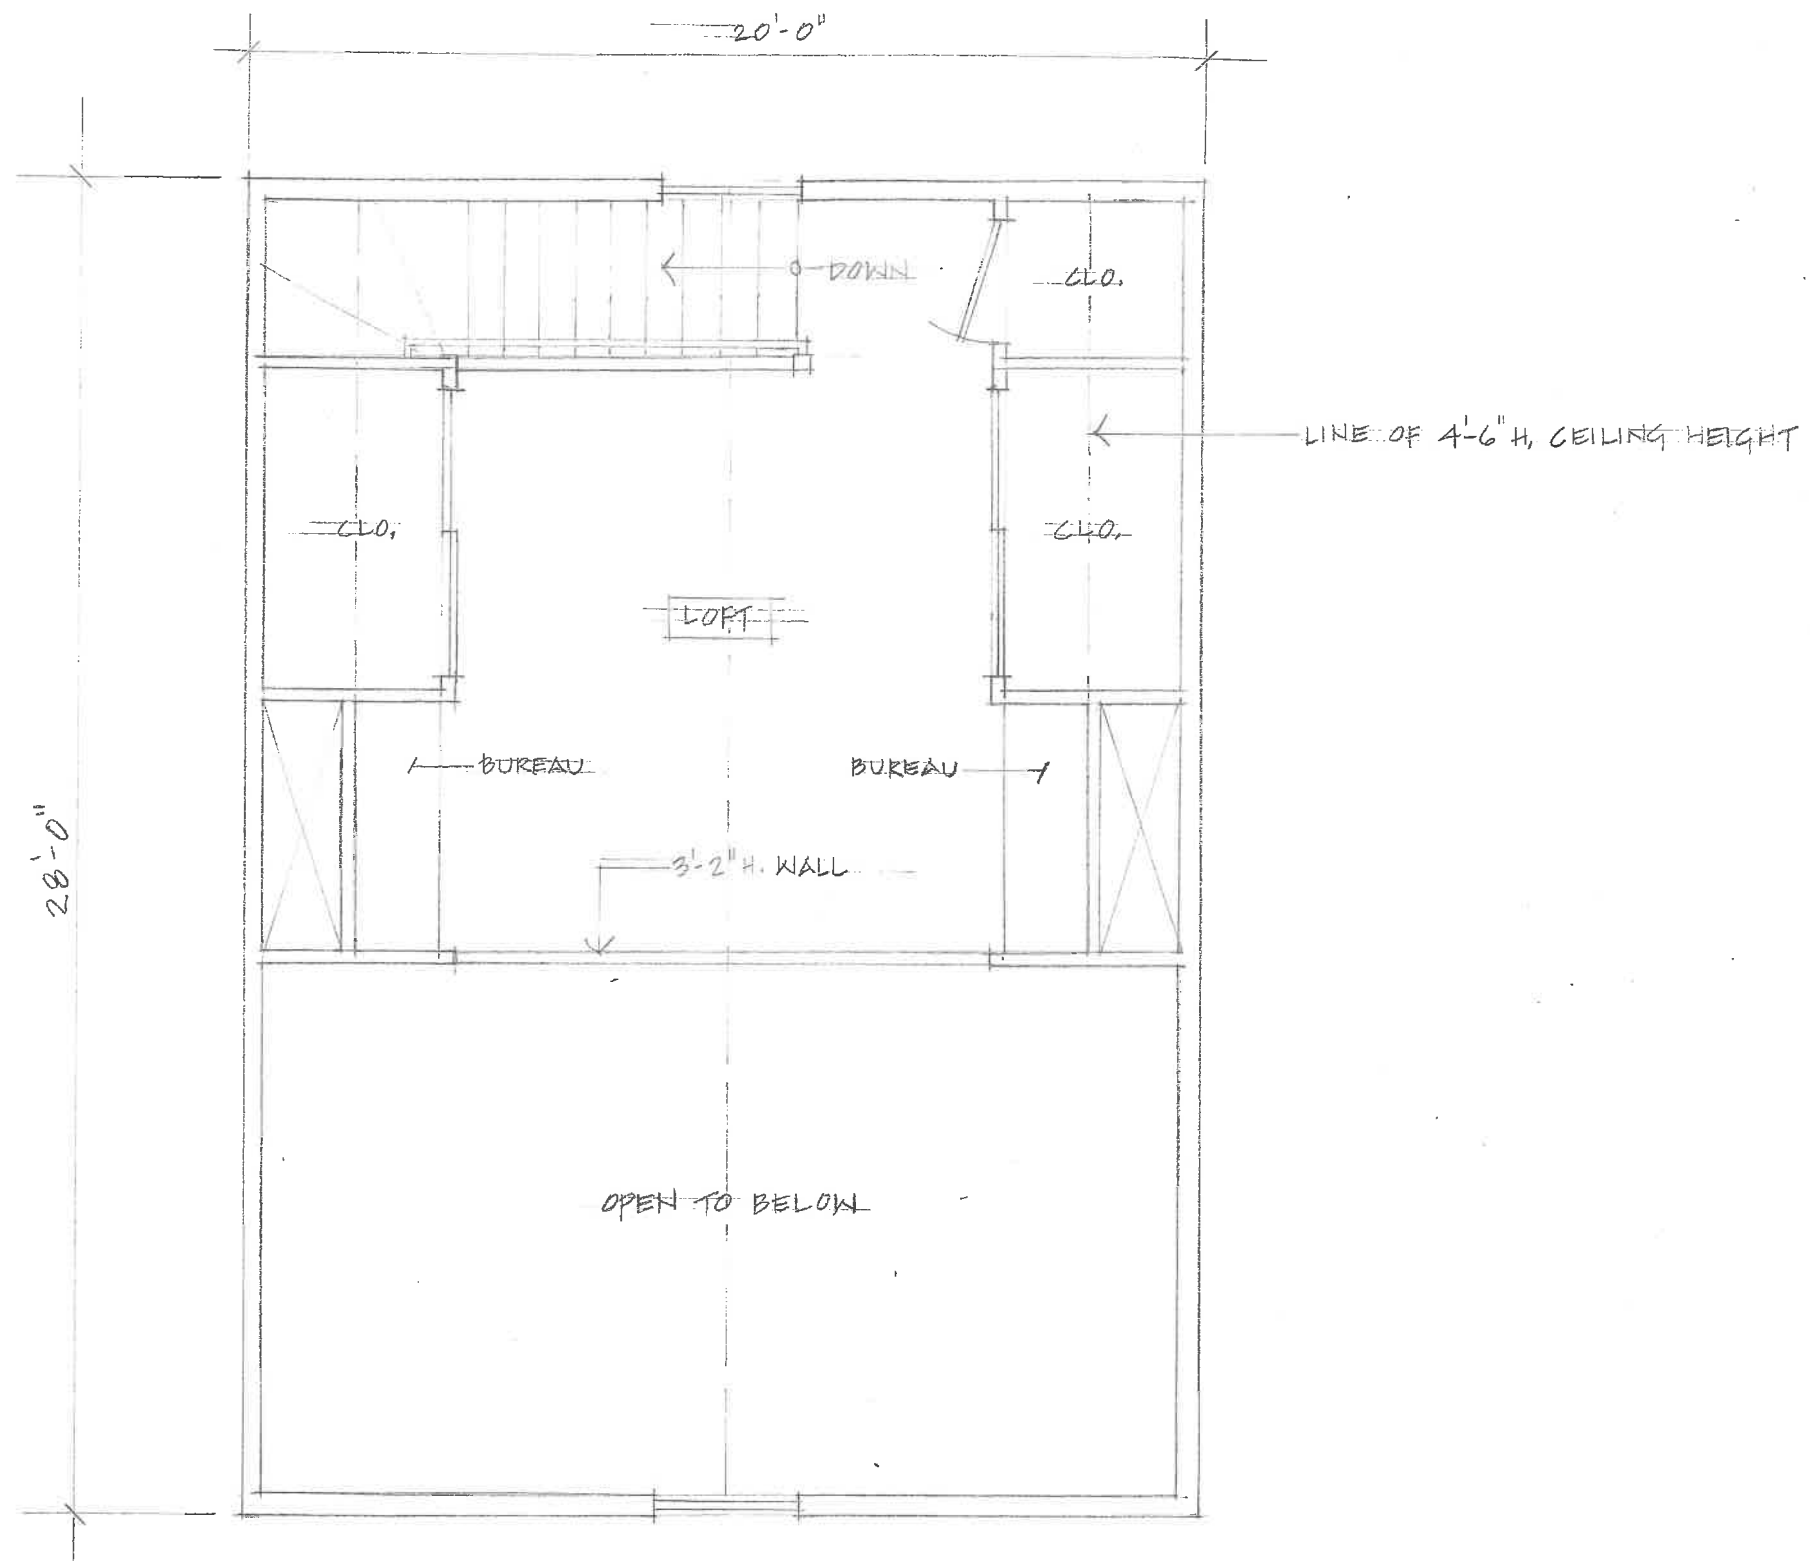 20'-0"
DOWN
CLO.
LINE OF 4'-6" H. CEILING HEIGHT
CLO.
CLO.
LOFT
BUREAU
BUREAU
28'-0"
3'-2" H. WALL
OPEN TO BELOW